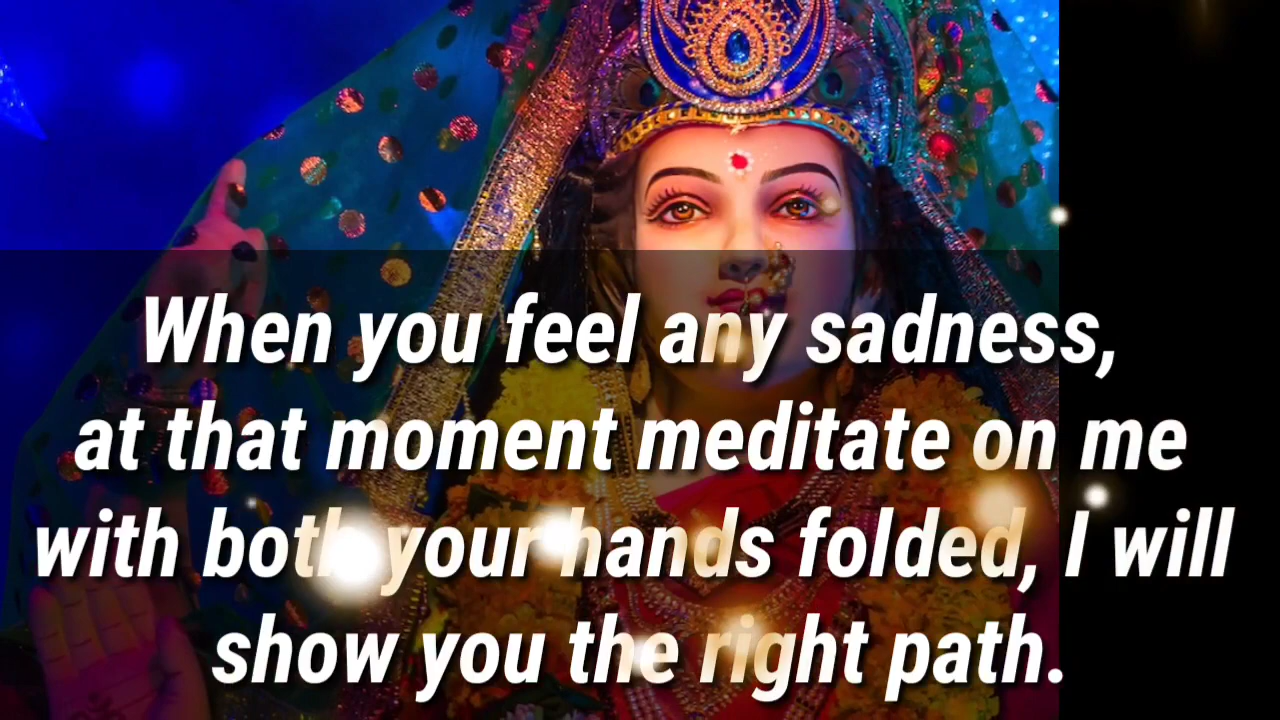 When you feel any sadness,
at that moment meditate on me
with both your hands folded, I will
show you the right path.